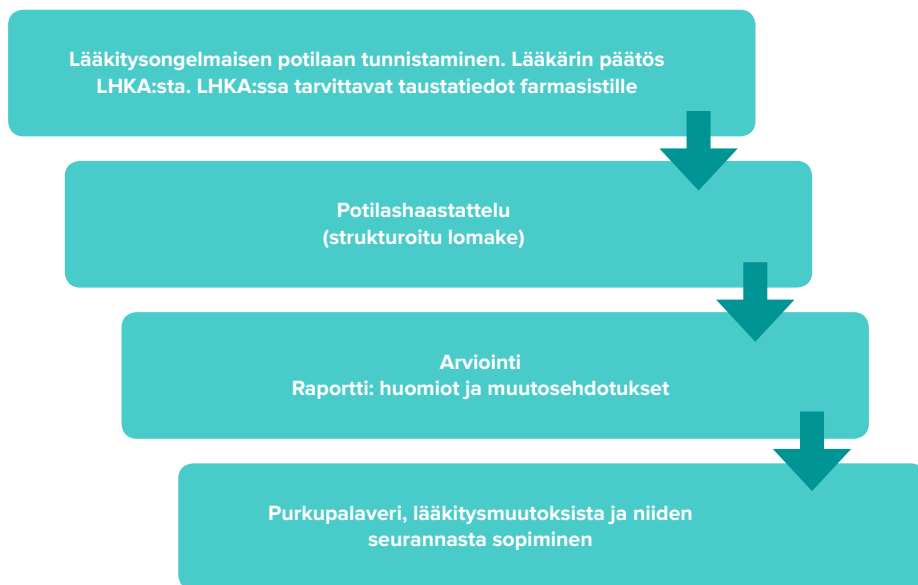 Lääkitysongelmaisen potilaan tunnistaminen. Lääkärin päätös
LHKA:sta. LHKA:ssa tarvittavat taustatiedot farmasistille
Potilashaastattelu
(strukturoitu lomake)
Arviointi
Raportti: huomiot ja muutosehdotukset
Purkupalaveri, lääkitysmuutoksista ja niiden
seurannasta sopiminen